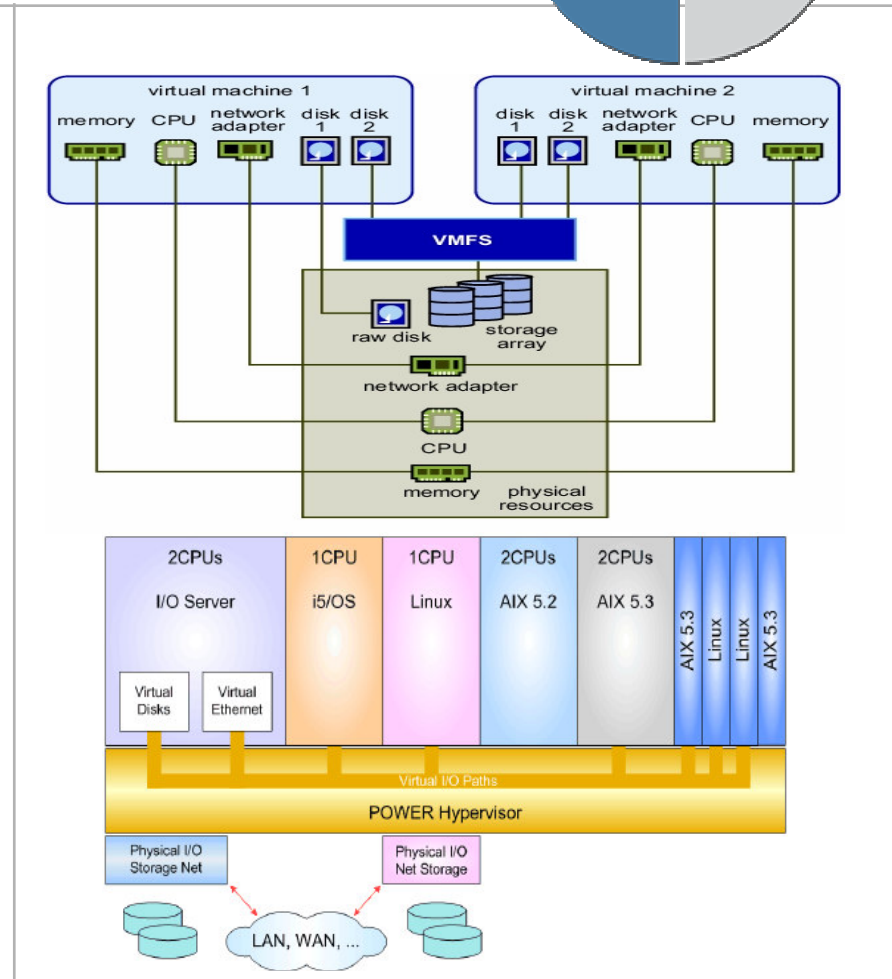 virtual machine 1
memory CPU network adapter disk 1 disk 2
virtual machine 2
disk 1 disk 2 network adapter CPU memory
VMFS
raw disk
storage
array
network adapter
CPU
memory
physical
resources
2CPUs
I/O Server
Virtual
Disks
Virtual
Ethernet
1CPU
i5/OS
1CPU
Linux
2CPUs
AIX 5.2
2CPUs
AIX 5.3
AIX 5.3
Linux
Linux
AIX 5.3
Virtual I/O Paths
POWER Hypervisor
Physical I/O
Storage Net
Physical I/O
Net Storage
LAN, WAN, ...